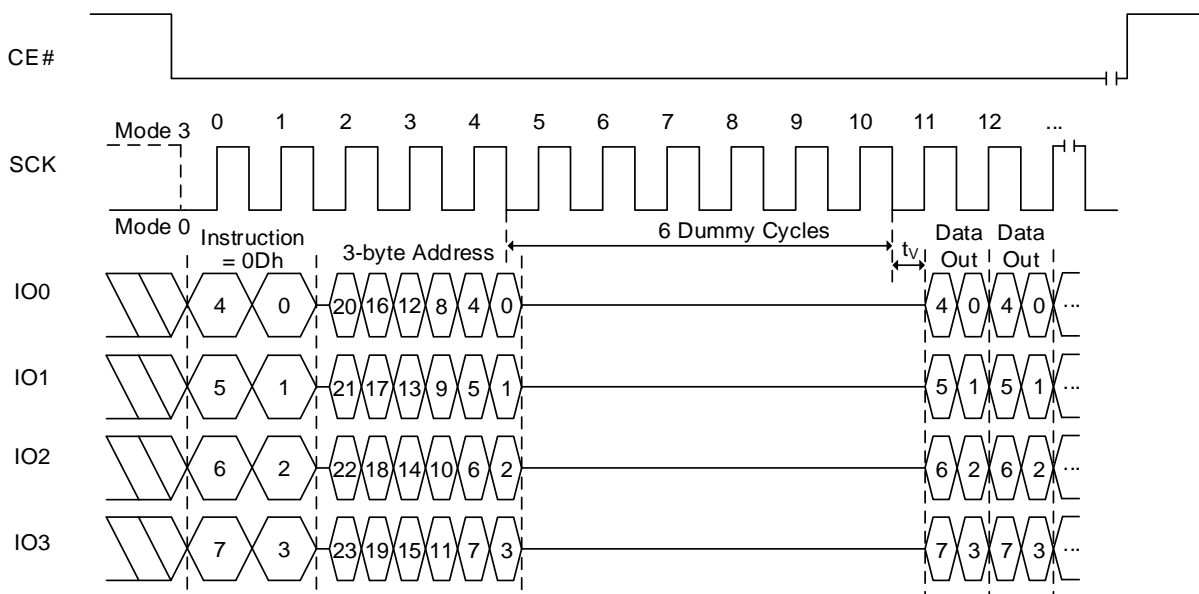 CE#
0 1 2 3 4 5 6 7 8 9 10 11 12 ...
Mode 3
SCK
Mode 0
Instruction
= 0Dh
3-byte Address
6 Dummy Cycles
tV
Data
Out
Data
Out
IO0 4 0 20 16 12 8 4 0 4 0 4 0 ...
IO1 5 1 21 17 13 9 5 1 5 1 5 1 ...
IO2 6 2 22 18 14 10 6 2 6 2 6 2 ...
IO3 7 3 23 19 15 11 7 3 7 3 7 3 ...